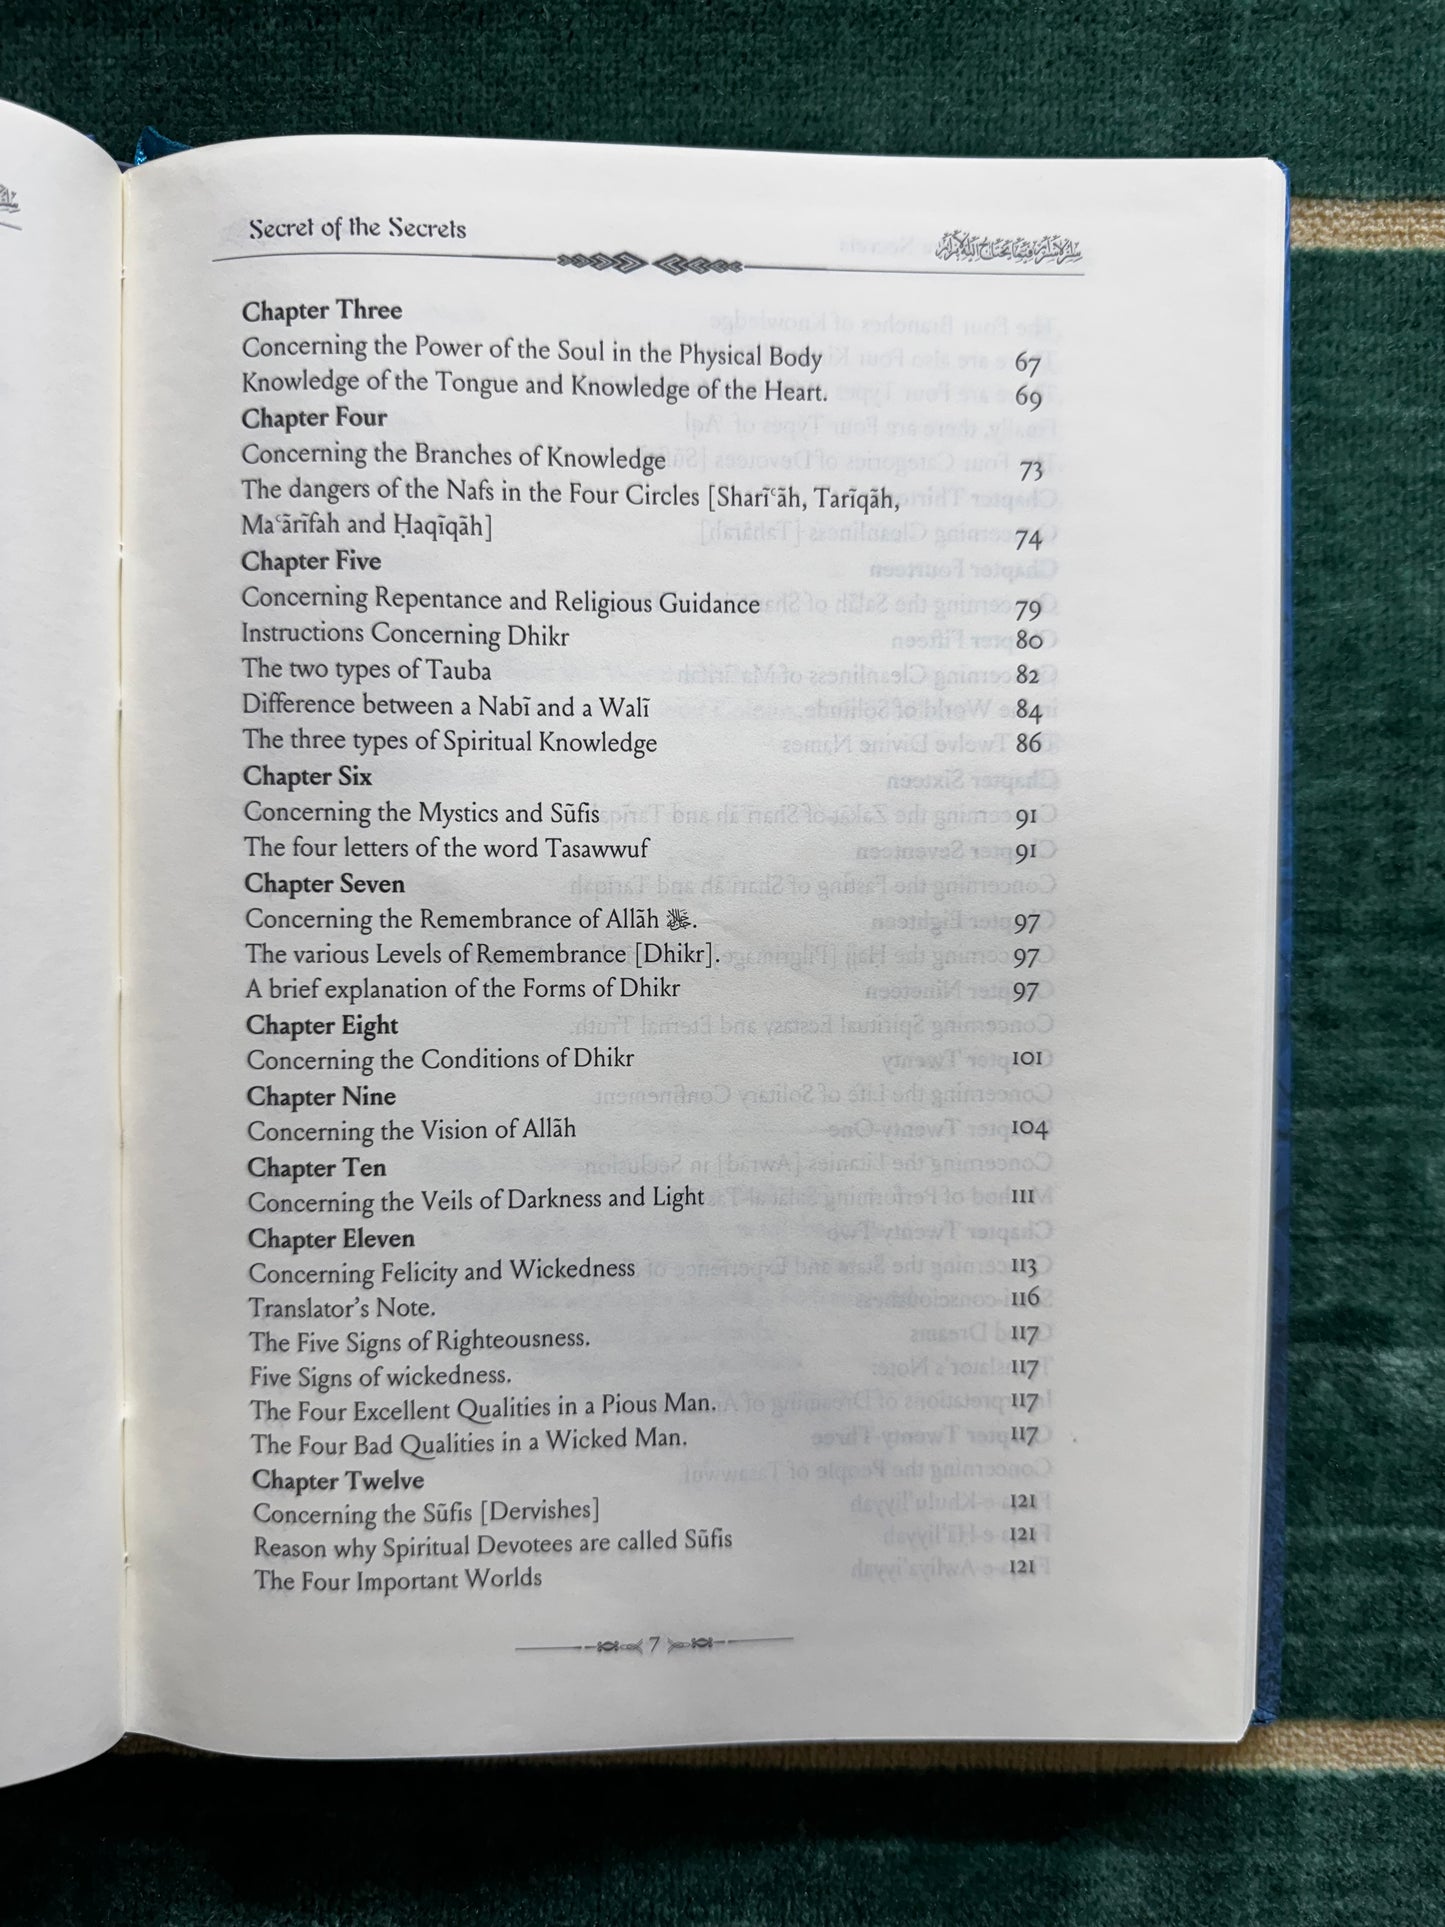 Secret of the Secrets
سر الاسرار فيما يحتاج اليه الابرار
Chapter Three
Concerning the Power of the Soul in the Physical Body 67
Knowledge of the Tongue and Knowledge of the Heart. 69
Chapter Four
Concerning the Branches of Knowledge 73
The dangers of the Nafs in the Four Circles [Sharīʿāh, Tarīqāh,
Maʿārīfah and Ḥaqīqāh] 74
Chapter Five
Concerning Repentance and Religious Guidance 79
Instructions Concerning Dhikr 80
The two types of Tauba 82
Difference between a Nabī and a Walī 84
The three types of Spiritual Knowledge 86
Chapter Six
Concerning the Mystics and Sūfis 91
The four letters of the word Tasawwuf 91
Chapter Seven
Concerning the Remembrance of Allāh ﷻ. 97
The various Levels of Remembrance [Dhikr]. 97
A brief explanation of the Forms of Dhikr 97
Chapter Eight
Concerning the Conditions of Dhikr 101
Chapter Nine
Concerning the Vision of Allāh 104
Chapter Ten
Concerning the Veils of Darkness and Light 111
Chapter Eleven
Concerning Felicity and Wickedness 113
Translator's Note. 116
The Five Signs of Righteousness. 117
Five Signs of wickedness. 117
The Four Excellent Qualities in a Pious Man. 117
The Four Bad Qualities in a Wicked Man. 117
Chapter Twelve
Concerning the Sūfis [Dervishes] 121
Reason why Spiritual Devotees are called Sūfis 121
The Four Important Worlds 121
7